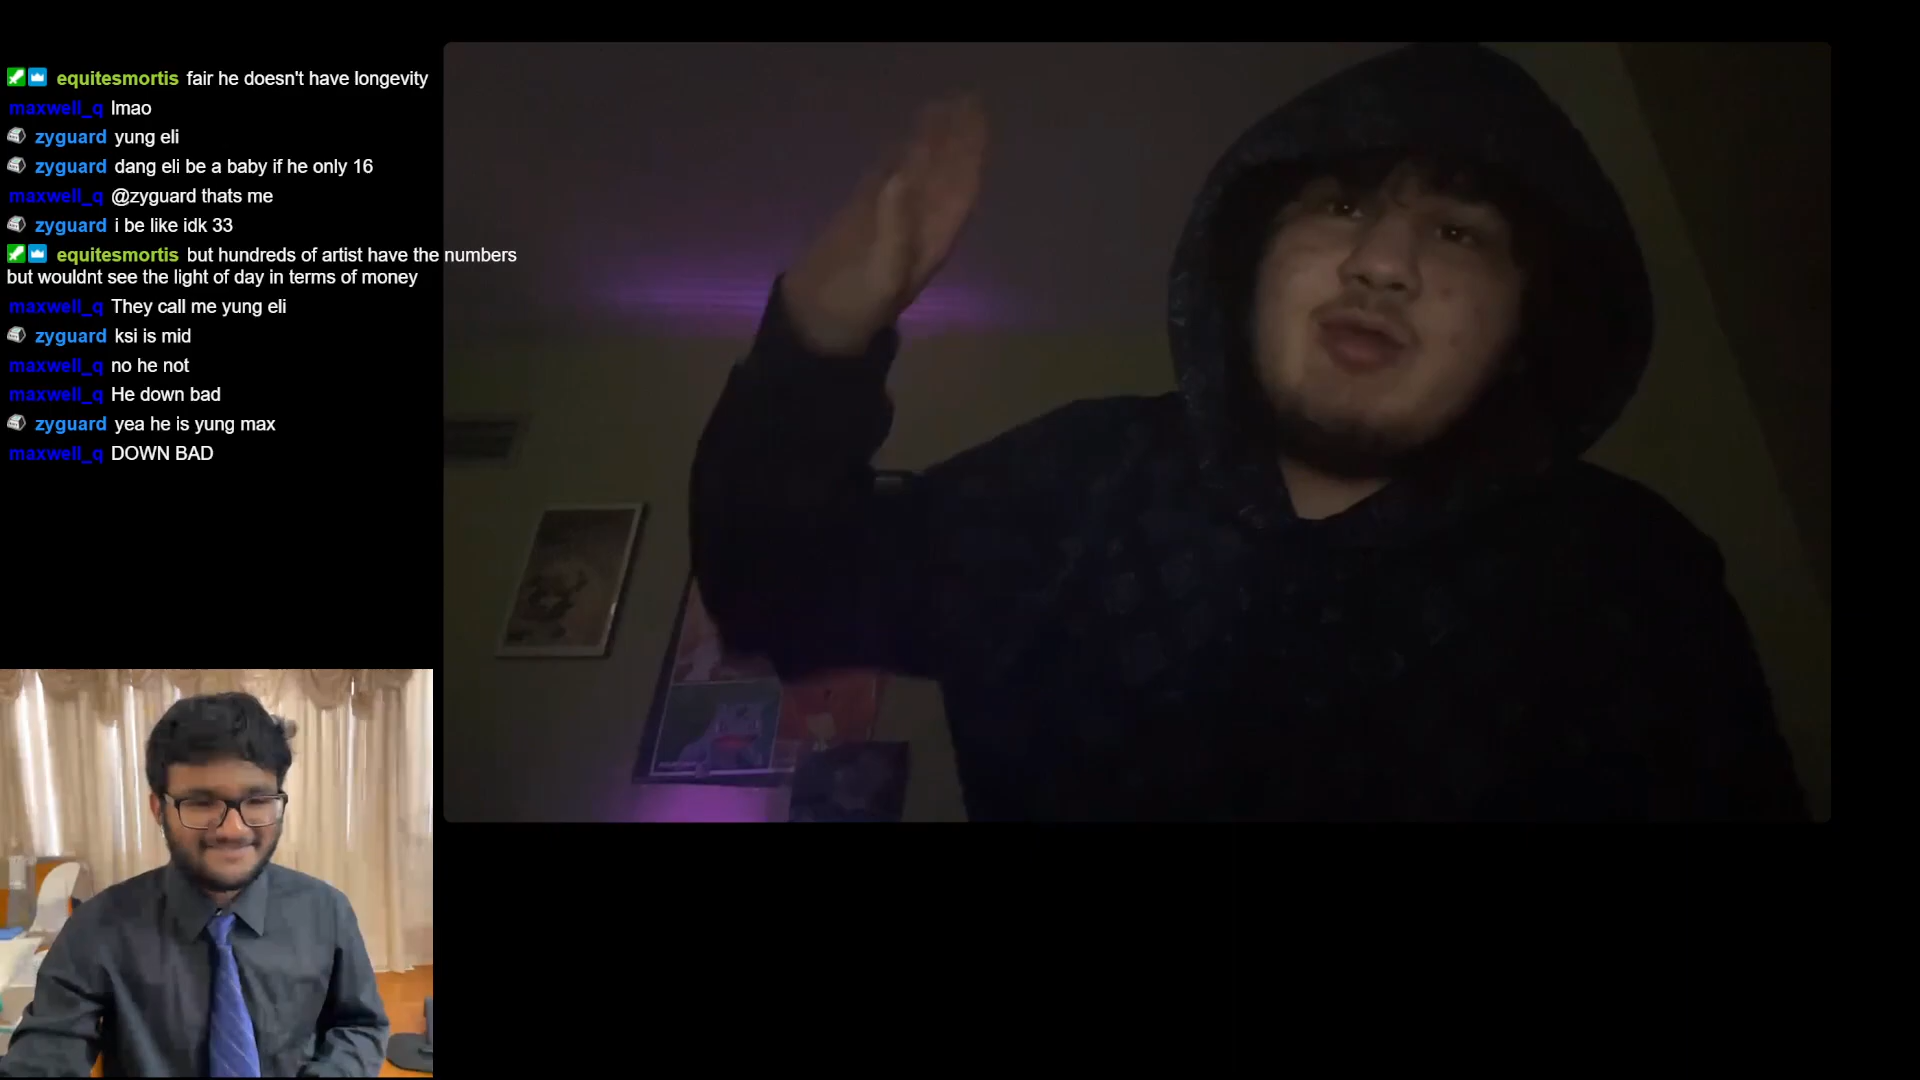 equitesmortis fair he doesn't have longevity
maxwell_q lmao
zyguard yung eli
zyguard dang eli be a baby if he only 16
maxwell_q @zyguard thats me
zyguard i be like idk 33
equitesmortis but hundreds of artist have the numbers
but wouldnt see the light of day in terms of money
maxwell_q They call me yung eli
zyguard ksi is mid
maxwell_q no he not
maxwell_q He down bad
zyguard yea he is yung max
maxwell_q DOWN BAD